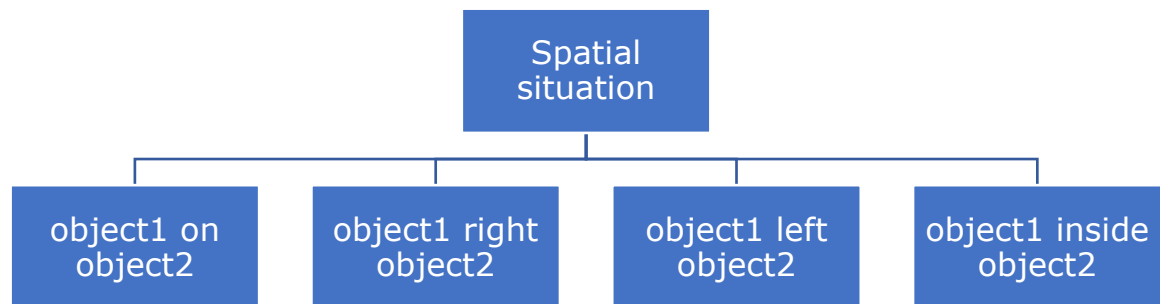 Spatial
situation
object1 on
object2
object1 right
object2
object1 left
object2
object1 inside
object2